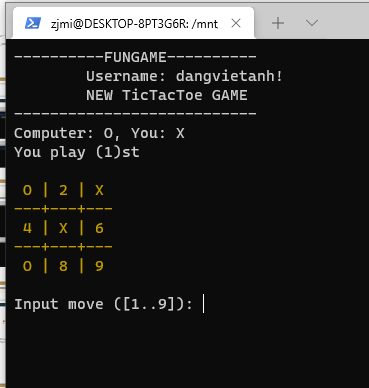 zjmi@DESKTOP-8PT3G6R: /mnt
----------FUNGAME----------
Username: dangvietanh!
NEW TicTacToe GAME
---------------------------
Computer: O, You: X
You play (1)st
O | 2 | X
---+---+---
4 | X | 6
---+---+---
O | 8 | 9
Input move ([1..9]):